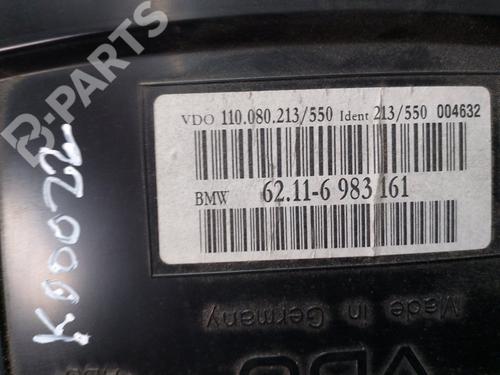 B-PARTS
VDO 110.080.213/550 Ident 213/550 004632
BMW 62.11-6 983 161
K00022
Made in
Germany
VDO